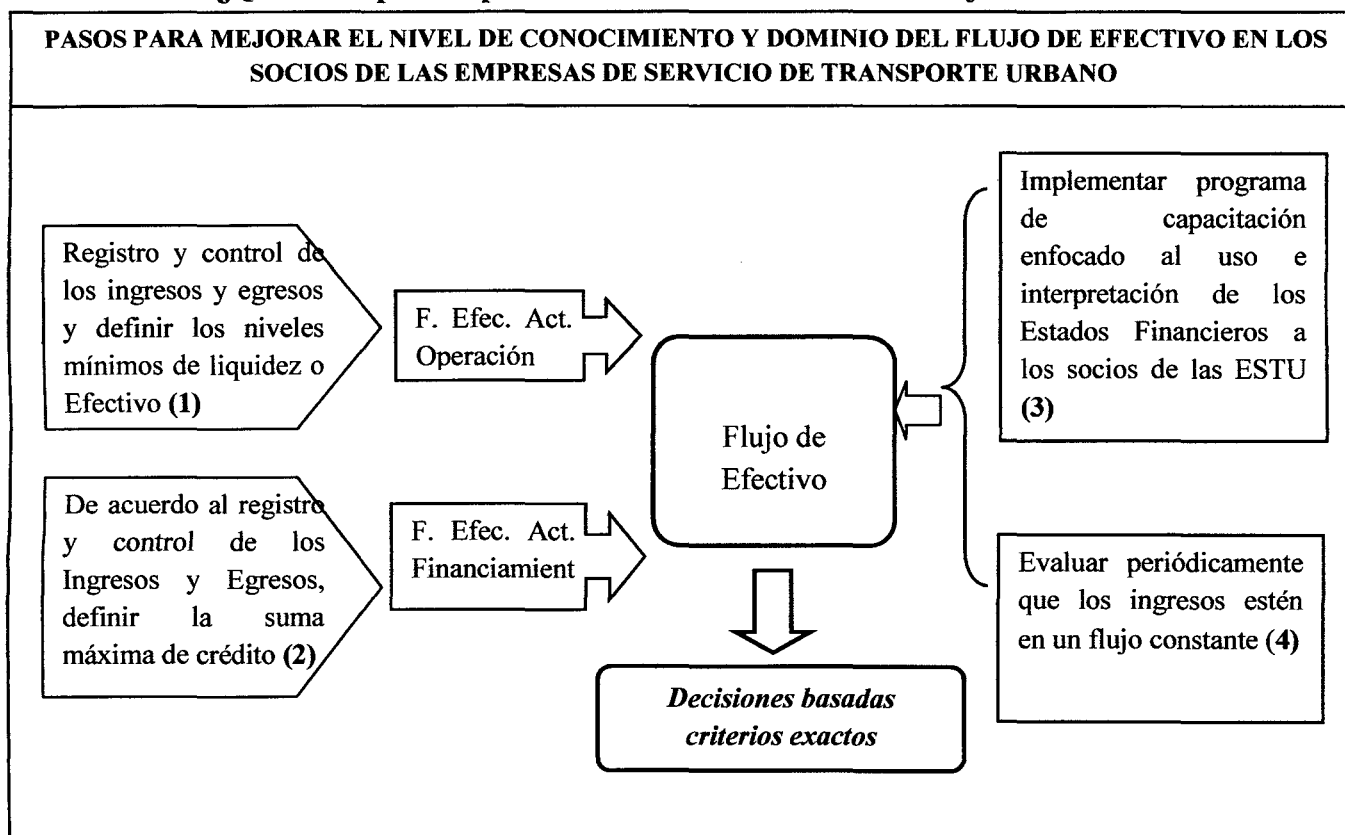 PASOS PARA MEJORAR EL NIVEL DE CONOCIMIENTO Y DOMINIO DEL FLUJO DE EFECTIVO EN LOS
SOCIOS DE LAS EMPRESAS DE SERVICIO DE TRANSPORTE URBANO
Registro y control de
los ingresos y egresos
y definir los niveles
mínimos de liquidez o
Efectivo (1)
F. Efec. Act.
Operación
De acuerdo al registro
y control de los
Ingresos y Egresos,
definir la suma
máxima de crédito (2)
F. Efec. Act.
Financiamient
Flujo de
Efectivo
Decisiones basadas
criterios exactos
Implementar programa
de capacitación
enfocado al uso e
interpretación de los
Estados Financieros a
los socios de las ESTU
(3)
Evaluar periódicamente
que los ingresos estén
en un flujo constante (4)